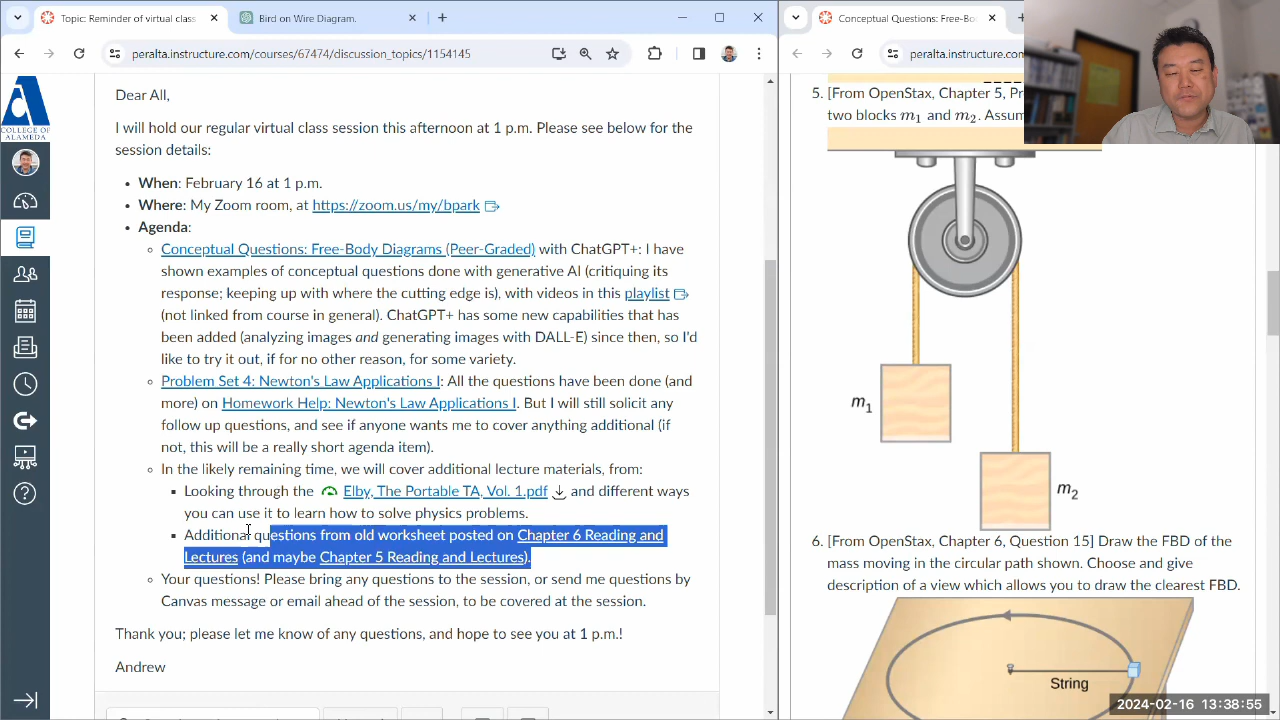 Topic: Reminder of virtual class
Bird on Wire Diagram.
peralta.instructure.com/courses/67474/discussion_topics/1154145
COLLEGE OF
ALAMEDA
Dear All,
I will hold our regular virtual class session this afternoon at 1 p.m. Please see below for the
session details:
• When: February 16 at 1 p.m.
• Where: My Zoom room, at https://zoom.us/my/bpark
• Agenda:
Conceptual Questions: Free-Body Diagrams (Peer-Graded) with ChatGPT+: I have
shown examples of conceptual questions done with generative AI (critiquing its
response; keeping up with where the cutting edge is), with videos in this playlist
(not linked from course in general). ChatGPT+ has some new capabilities that has
been added (analyzing images and generating images with DALL-E) since then, so I'd
like to try it out, if for no other reason, for some variety.
Problem Set 4: Newton's Law Applications I: All the questions have been done (and
more) on Homework Help: Newton's Law Applications I. But I will still solicit any
follow up questions, and see if anyone wants me to cover anything additional (if
not, this will be a really short agenda item).
In the likely remaining time, we will cover additional lecture materials, from:
Looking through the Elby, The Portable TA, Vol. 1.pdf and different ways
you can use it to learn how to solve physics problems.
Additional questions from old worksheet posted on Chapter 6 Reading and
Lectures (and maybe Chapter 5 Reading and Lectures).
Your questions! Please bring any questions to the session, or send me questions by
Canvas message or email ahead of the session, to be covered at the session.
Thank you; please let me know of any questions, and hope to see you at 1 p.m.!
Andrew
Conceptual Questions: Free-Bo
peralta.instructure.com
5. [From OpenStax, Chapter 5, Pr
two blocks m1 and m2. Assum
m1
m2
6. [From OpenStax, Chapter 6, Question 15] Draw the FBD of the
mass moving in the circular path shown. Choose and give
description of a view which allows you to draw the clearest FBD.
String
2024-02-16 13:38:55